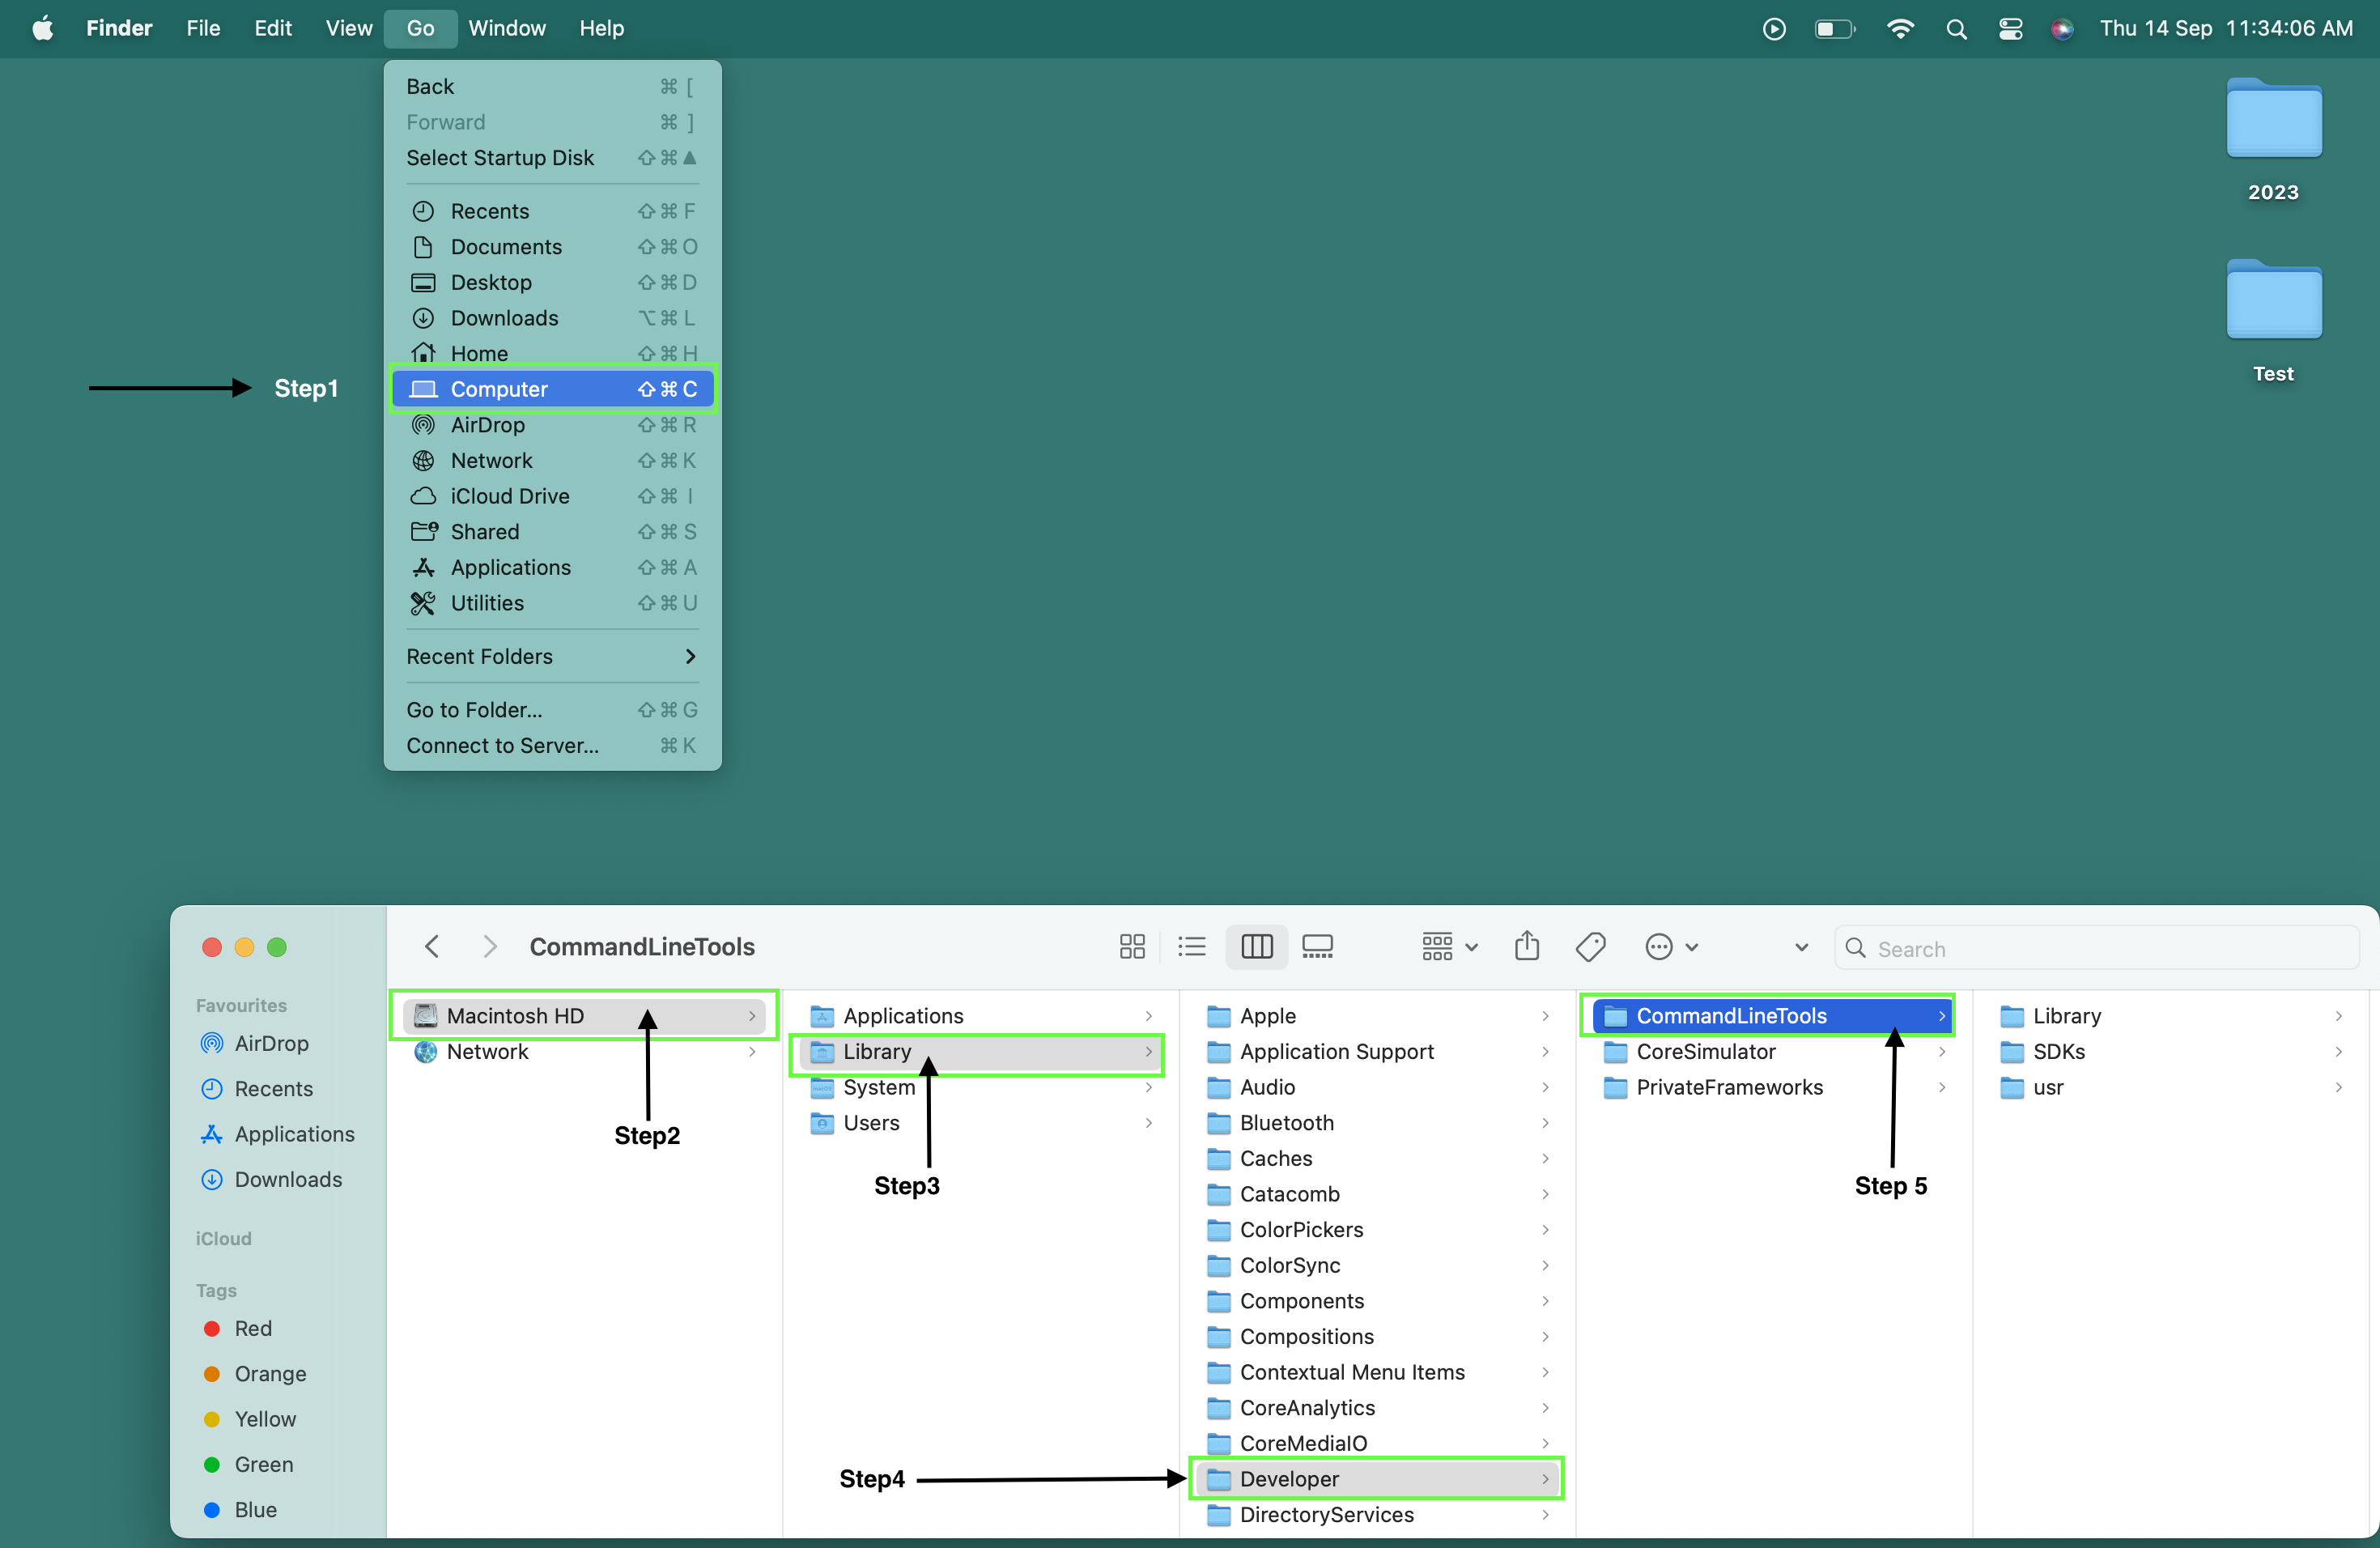 Finder File Edit View Go Window Help Thu 14 Sep 11:34:06 AM
Back ⌘ [
Forward ⌘ ]
Select Startup Disk ⇧⌘▲
Recents ⇧⌘F
Documents ⇧⌘O
Desktop ⇧⌘D
Downloads ⌥⌘L
Home ⇧⌘H
Computer ⇧⌘C
AirDrop ⇧⌘R
Network ⇧⌘K
iCloud Drive ⇧⌘I
Shared ⇧⌘S
Applications ⇧⌘A
Utilities ⇧⌘U
Recent Folders
Go to Folder... ⇧⌘G
Connect to Server... ⌘K
Step1
2023
Test
CommandLineTools
Search
Favourites
AirDrop
Recents
Applications
Downloads
iCloud
Tags
Red
Orange
Yellow
Green
Blue
Macintosh HD
Network
Step2
Applications
Library
System
Users
Step3
Step4
Apple
Application Support
Audio
Bluetooth
Caches
Catacomb
ColorPickers
ColorSync
Components
Compositions
Contextual Menu Items
CoreAnalytics
CoreMediaIO
Developer
DirectoryServices
CommandLineTools
CoreSimulator
PrivateFrameworks
Step 5
Library
SDKs
usr